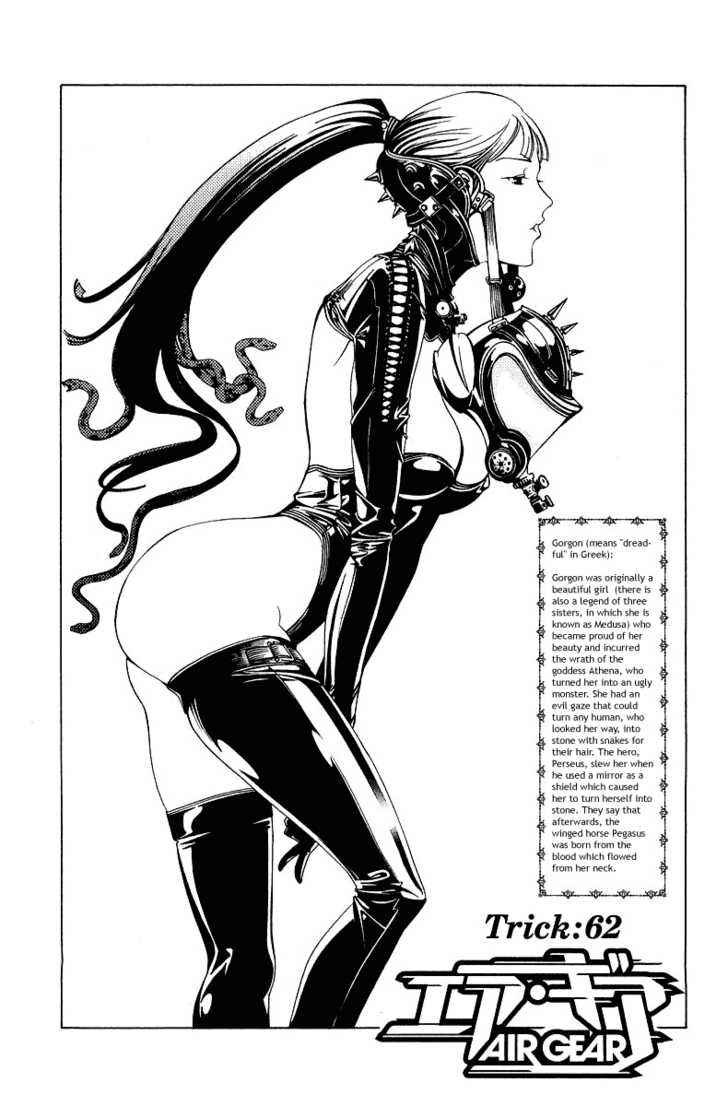 Gorgon (means "dread-
ful" in Greek):
Gorgon was originally a
beautiful girl (there is
also a legend of three
sisters, in which she is
known as Medusa) who
became proud of her
beauty and incurred
the wrath of the
goddess Athena, who
turned her into an ugly
monster. She had an
evil gaze that could
turn any human, who
looked her way, into
stone with snakes for
their hair. The hero,
Perseus, slew her when
he used a mirror as a
shield which caused
her to turn herself into
stone. They say that
afterwards, the
winged horse Pegasus
was born from the
blood which flowed
from her neck.
Trick:62
エア・ギア
AIR GEAR